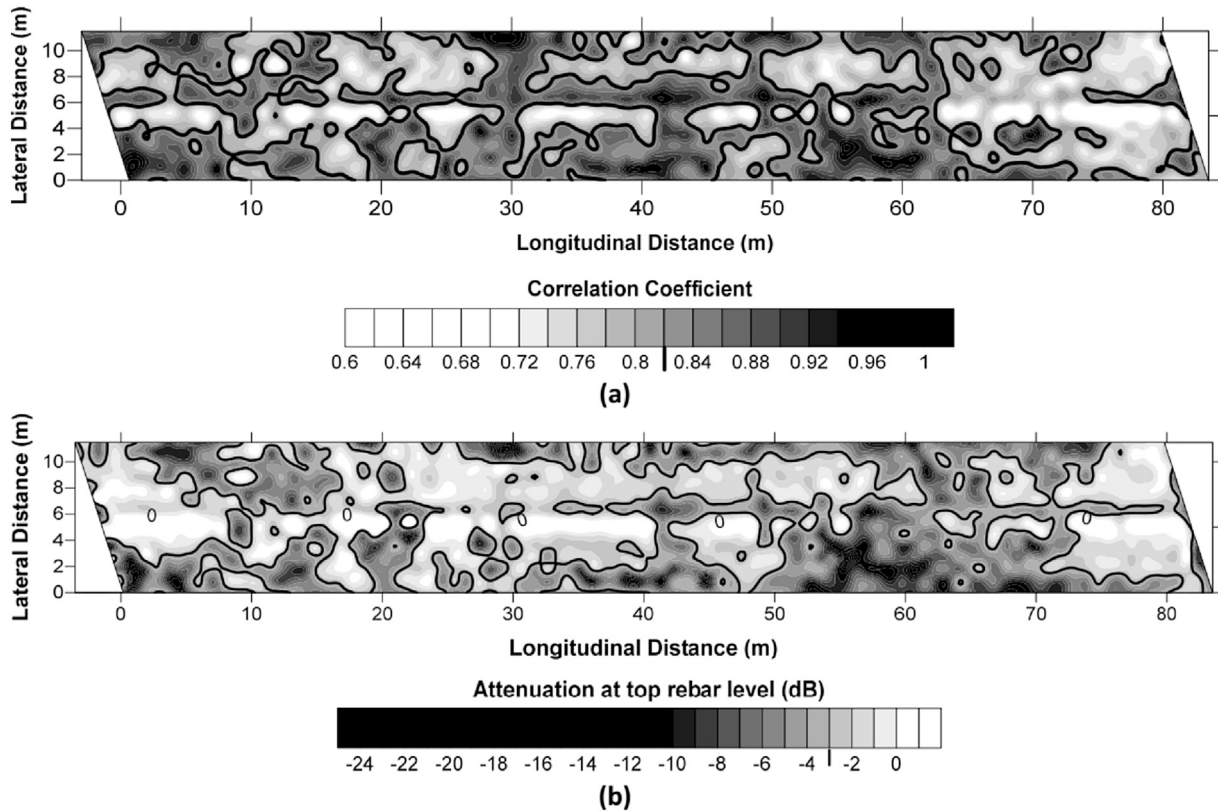 Lateral Distance (m)
10
8
6
4
2
0
0 10 20 30 40 50 60 70 80
Longitudinal Distance (m)
Correlation Coefficient
0.6 0.64 0.68 0.72 0.76 0.8 0.84 0.88 0.92 0.96 1
(a)
Lateral Distance (m)
10
8
6
4
2
0
0 0 0 0 0
0 10 20 30 40 50 60 70 80
Longitudinal Distance (m)
Attenuation at top rebar level (dB)
-24 -22 -20 -18 -16 -14 -12 -10 -8 -6 -4 -2 0
(b)